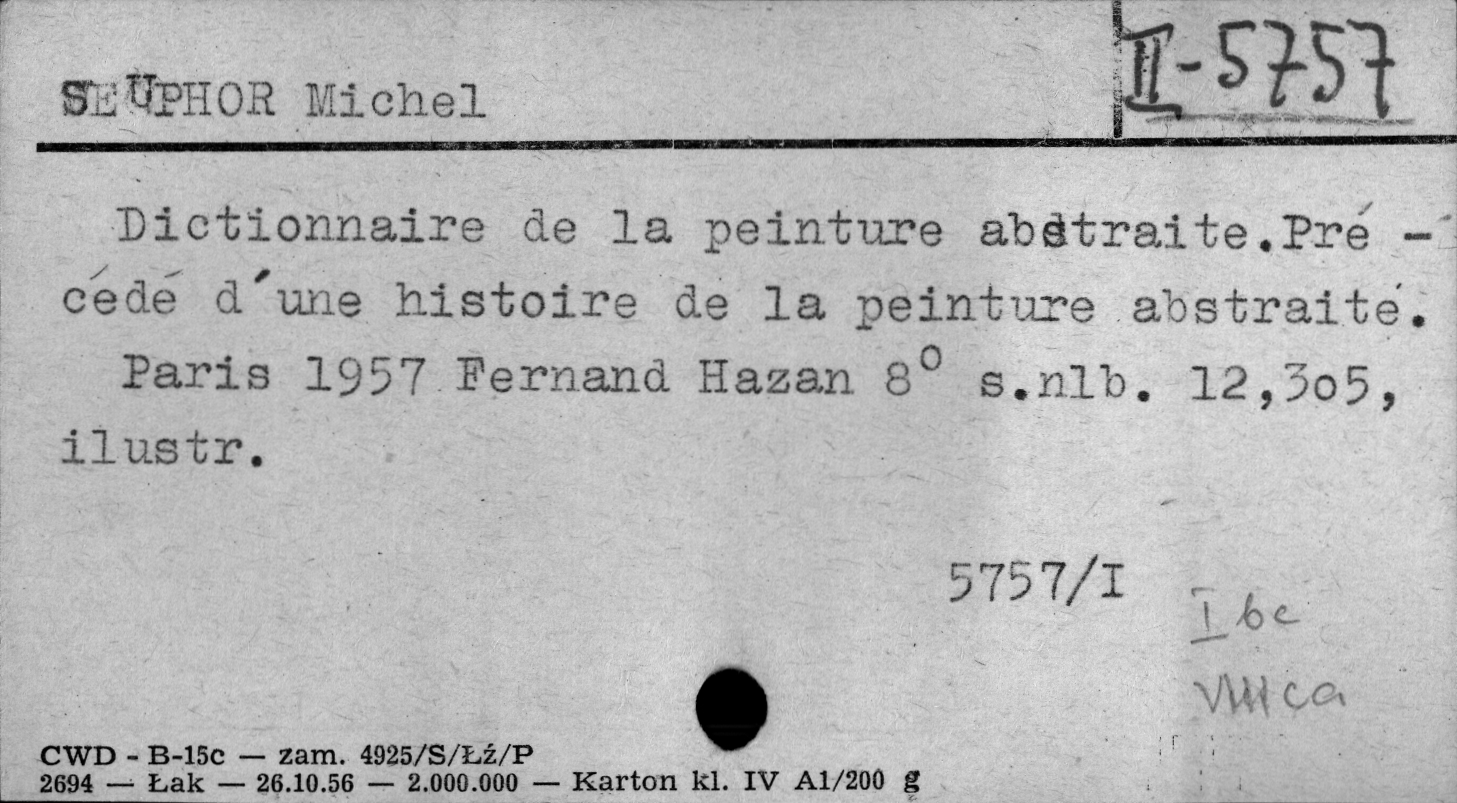 SEUPHOR Michel
II-5757
Dictionnaire de la peinture abstraite.Pré -
cédé d'une histoire de la peinture abstraité.
Paris 1957 Fernand Hazan 8° s.nlb. 12,3o5,
ilustr.
5757/I
I bc
VIII ca
CWD - B-15c — zam. 4925/S/Łź/P
2694 — Łak — 26.10.56 — 2.000.000 — Karton kl. IV A1/200 g